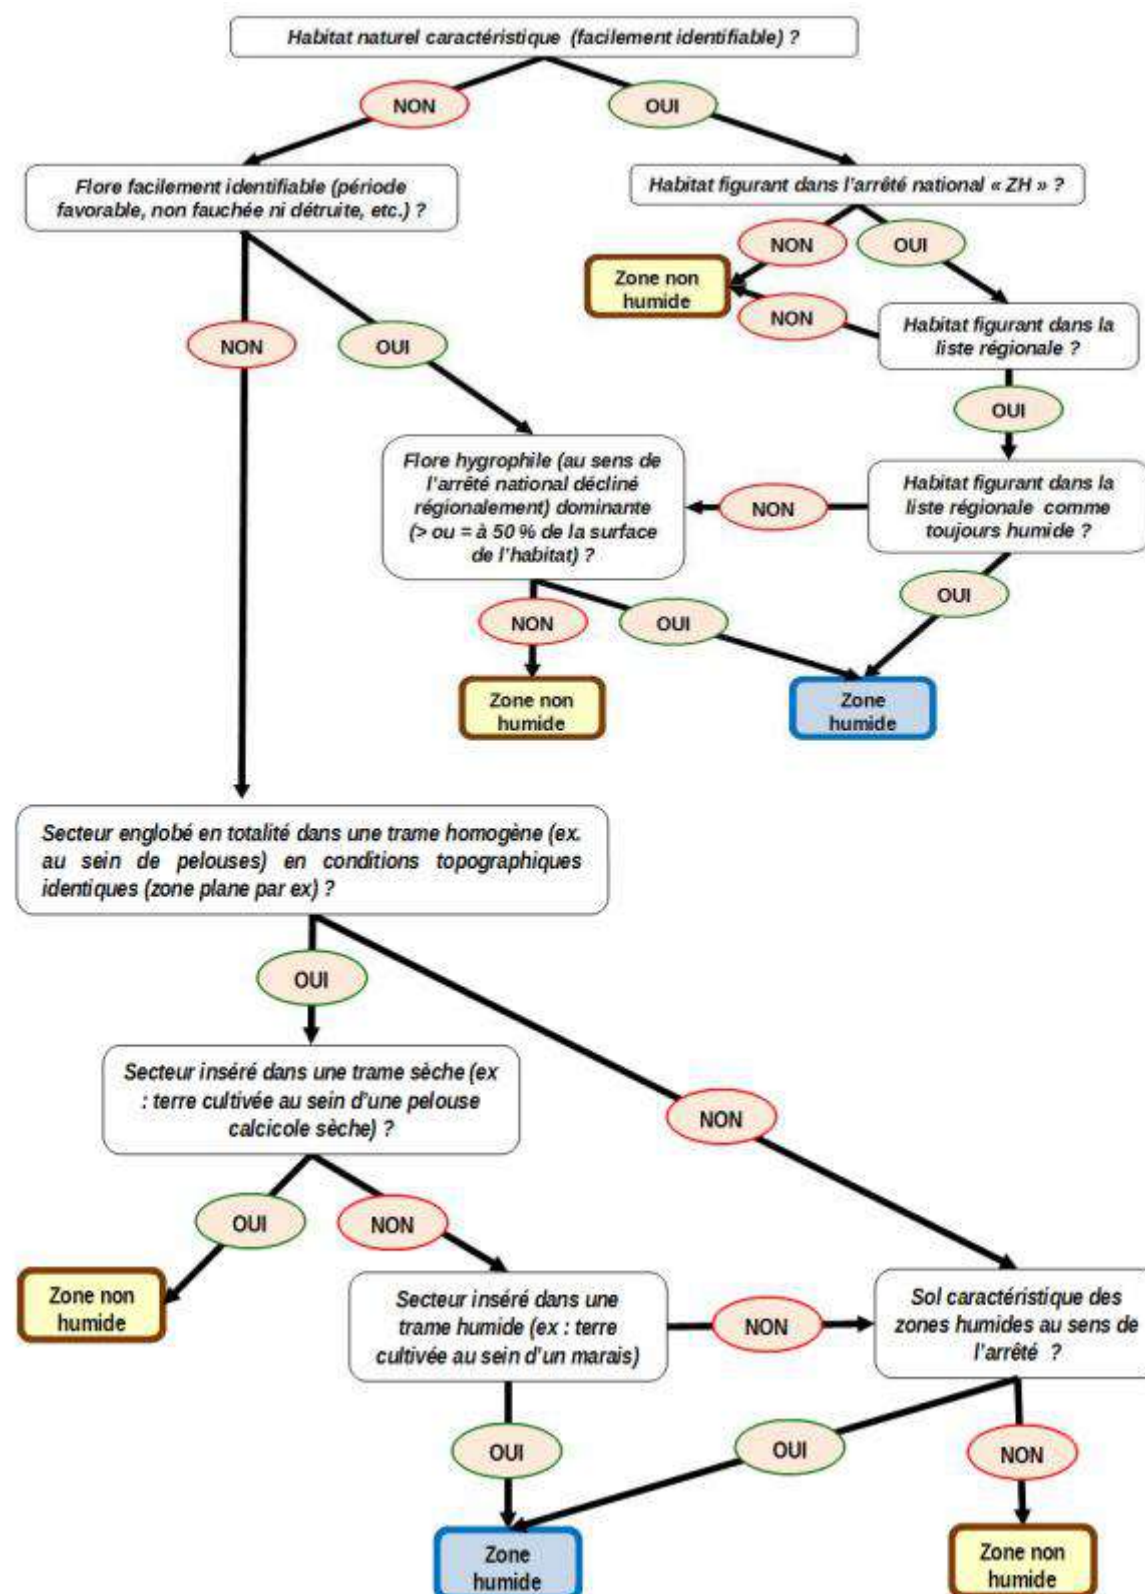 Habitat naturel caractéristique (facilement identifiable) ?
NON
OUI
Flore facilement identifiable (période
favorable, non fauchée ni détruite, etc.) ?
Habitat figurant dans l'arrêté national « ZH » ?
NON
OUI
Zone non
humide
NON
Habitat figurant dans la
liste régionale ?
NON
OUI
OUI
Flore hygrophile (au sens de
l'arrêté national décliné
régionalement) dominante
(> ou = à 50 % de la surface
de l'habitat) ?
NON
Habitat figurant dans la
liste régionale comme
toujours humide ?
NON
OUI
OUI
Zone non
humide
Zone
humide
Secteur englobé en totalité dans une trame homogène (ex.
au sein de pelouses) en conditions topographiques
identiques (zone plane par ex) ?
OUI
Secteur inséré dans une trame sèche (ex
: terre cultivée au sein d'une pelouse
calcicole sèche) ?
NON
OUI
NON
Zone non
humide
Secteur inséré dans une
trame humide (ex : terre
cultivée au sein d'un marais)
NON
Sol caractéristique des
zones humides au sens de
l'arrêté ?
OUI
OUI
NON
Zone
humide
Zone non
humide